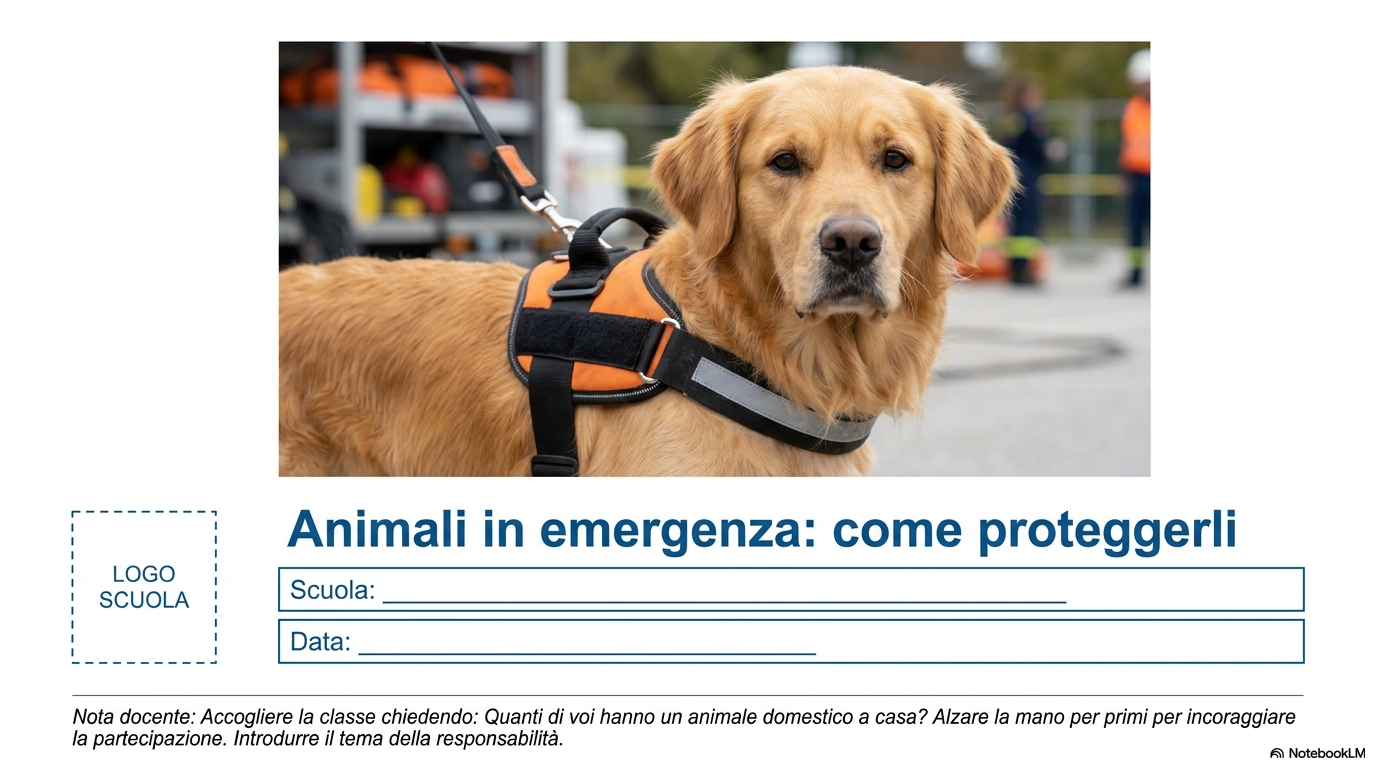 LOGO
SCUOLA
Animali in emergenza: come proteggerli
Scuola: ______________________________
Data: ____________________
Nota docente: Accogliere la classe chiedendo: Quanti di voi hanno un animale domestico a casa? Alzare la mano per primi per incoraggiare
la partecipazione. Introdurre il tema della responsabilità.
NotebookLM